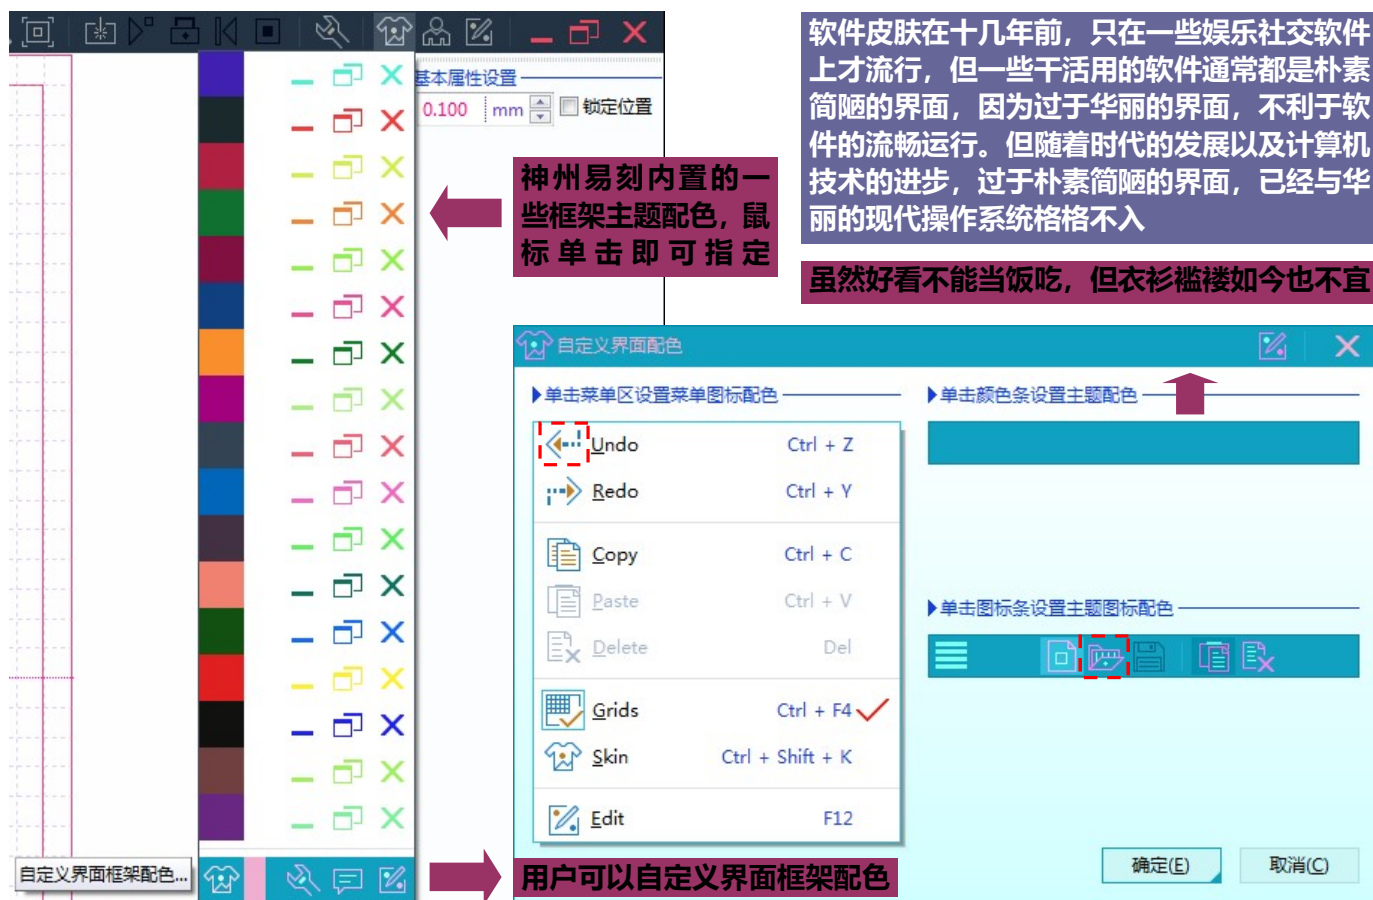 软件皮肤在十几年前，只在一些娱乐社交软件
上才流行，但一些干活用的软件通常都是朴素
简陋的界面，因为过于华丽的界面，不利于软
件的流畅运行。但随着时代的发展以及计算机
技术的进步，过于朴素简陋的界面，已经与华
丽的现代操作系统格格不入
虽然好看不能当饭吃，但衣衫褴褛如今也不宜
基本属性设置
0.100 mm 锁定位置
神州易刻内置的一
些框架主题配色，鼠
标单击即可指定
自定义界面配色
单击菜单区设置菜单图标配色
Undo Ctrl + Z
Redo Ctrl + Y
Copy Ctrl + C
Paste Ctrl + V
Delete Del
Grids Ctrl + F4
Skin Ctrl + Shift + K
Edit F12
单击颜色条设置主题配色
单击图标条设置主题图标配色
确定(E) 取消(C)
自定义界面框架配色...
用户可以自定义界面框架配色